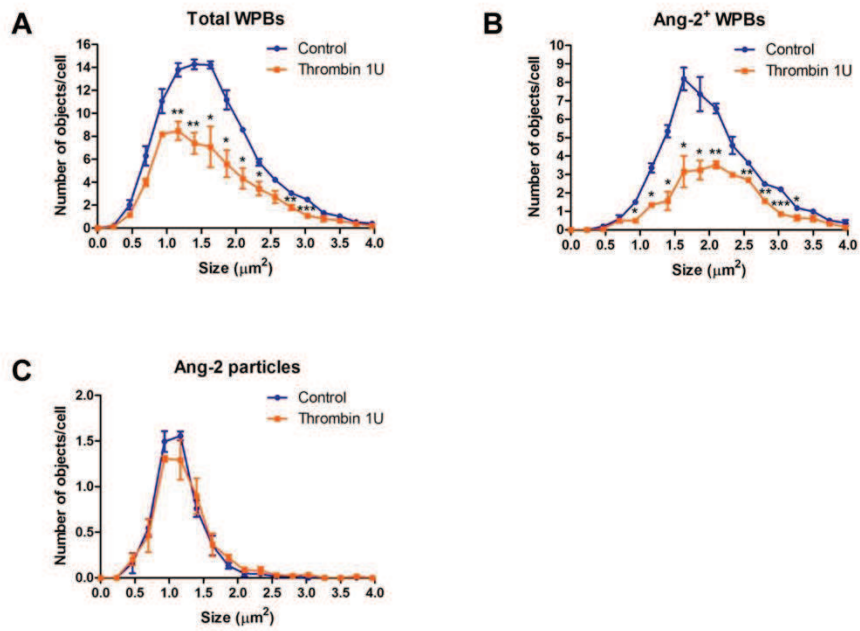 A
Total WPBs
Control
Thrombin 1U
Number of objects/cell
16
14
12
10
8
6
4
2
0
** ** * * * * ** ***
0.0 0.5 1.0 1.5 2.0 2.5 3.0 3.5 4.0
Size (μm²)
B
Ang-2⁺ WPBs
Control
Thrombin 1U
Number of objects/cell
10
9
8
7
6
5
4
3
2
1
0
* * * * * ** ** ** *** *
0.0 0.5 1.0 1.5 2.0 2.5 3.0 3.5 4.0
Size (μm²)
C
Ang-2 particles
Control
Thrombin 1U
Number of objects/cell
2.0
1.5
1.0
0.5
0.0
0.0 0.5 1.0 1.5 2.0 2.5 3.0 3.5 4.0
Size (μm²)